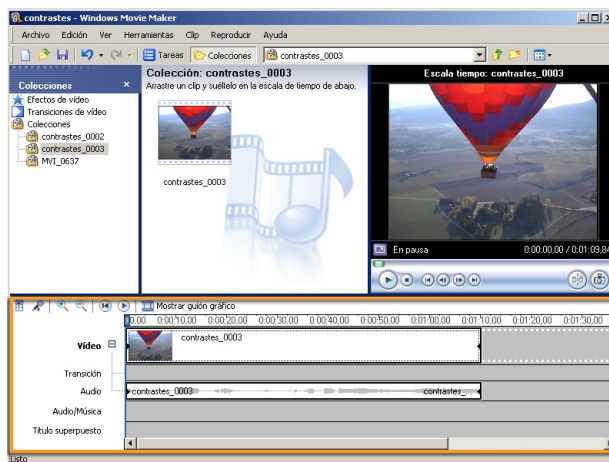 contrastes - Windows Movie Maker
Archivo Edición Ver Herramientas Clip Reproducir Ayuda
Tareas Colecciones contrastes_0003
Colecciones ×
Efectos de vídeo
Transiciones de vídeo
Colecciones
contrastes_0002
contrastes_0003
MVI_0637
Colección: contrastes_0003
Arrastre un clip y suéltelo en la escala de tiempo de abajo.
contrastes_0003
Escala tiempo: contrastes_0003
En pausa 0:00:00,00 / 0:01:09,84
Mostrar guión gráfico
0:00:10,00 0:00:20,00 0:00:30,00 0:00:40,00 0:00:50,00 0:01:00,00 0:01:10,00 0:01:20,00 0:01:30,00
Vídeo contrastes_0003
Transición
Audio contrastes_0003 contrastes_...
Audio/Música
Título superpuesto
Listo